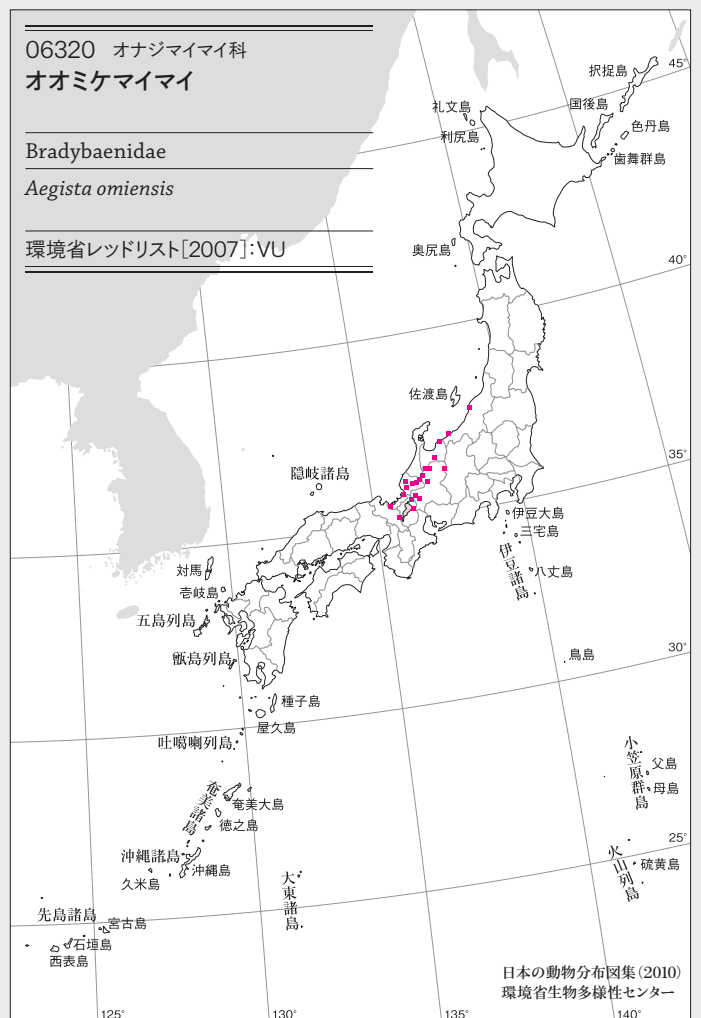 06320 オナジマイマイ科
オオミケマイマイ
Bradybaenidae
Aegista omiensis
環境省レッドリスト[2007]:VU
45°
択捉島
国後島
礼文島
色丹島
利尻島
歯舞群島
奥尻島
40°
佐渡島
35°
隠岐諸島
伊豆大島
三宅島
伊豆諸島
八丈島
対馬
壱岐島
五島列島
甑島列島
鳥島
30°
種子島
屋久島
吐噶喇列島
小笠原群島
父島
母島
奄美諸島
奄美大島
徳之島
25°
沖縄諸島
沖縄島
久米島
火山列島
硫黄島
大東諸島
先島諸島
宮古島
石垣島
西表島
日本の動物分布図集(2010)
環境省生物多様性センター
125°
130°
135°
140°